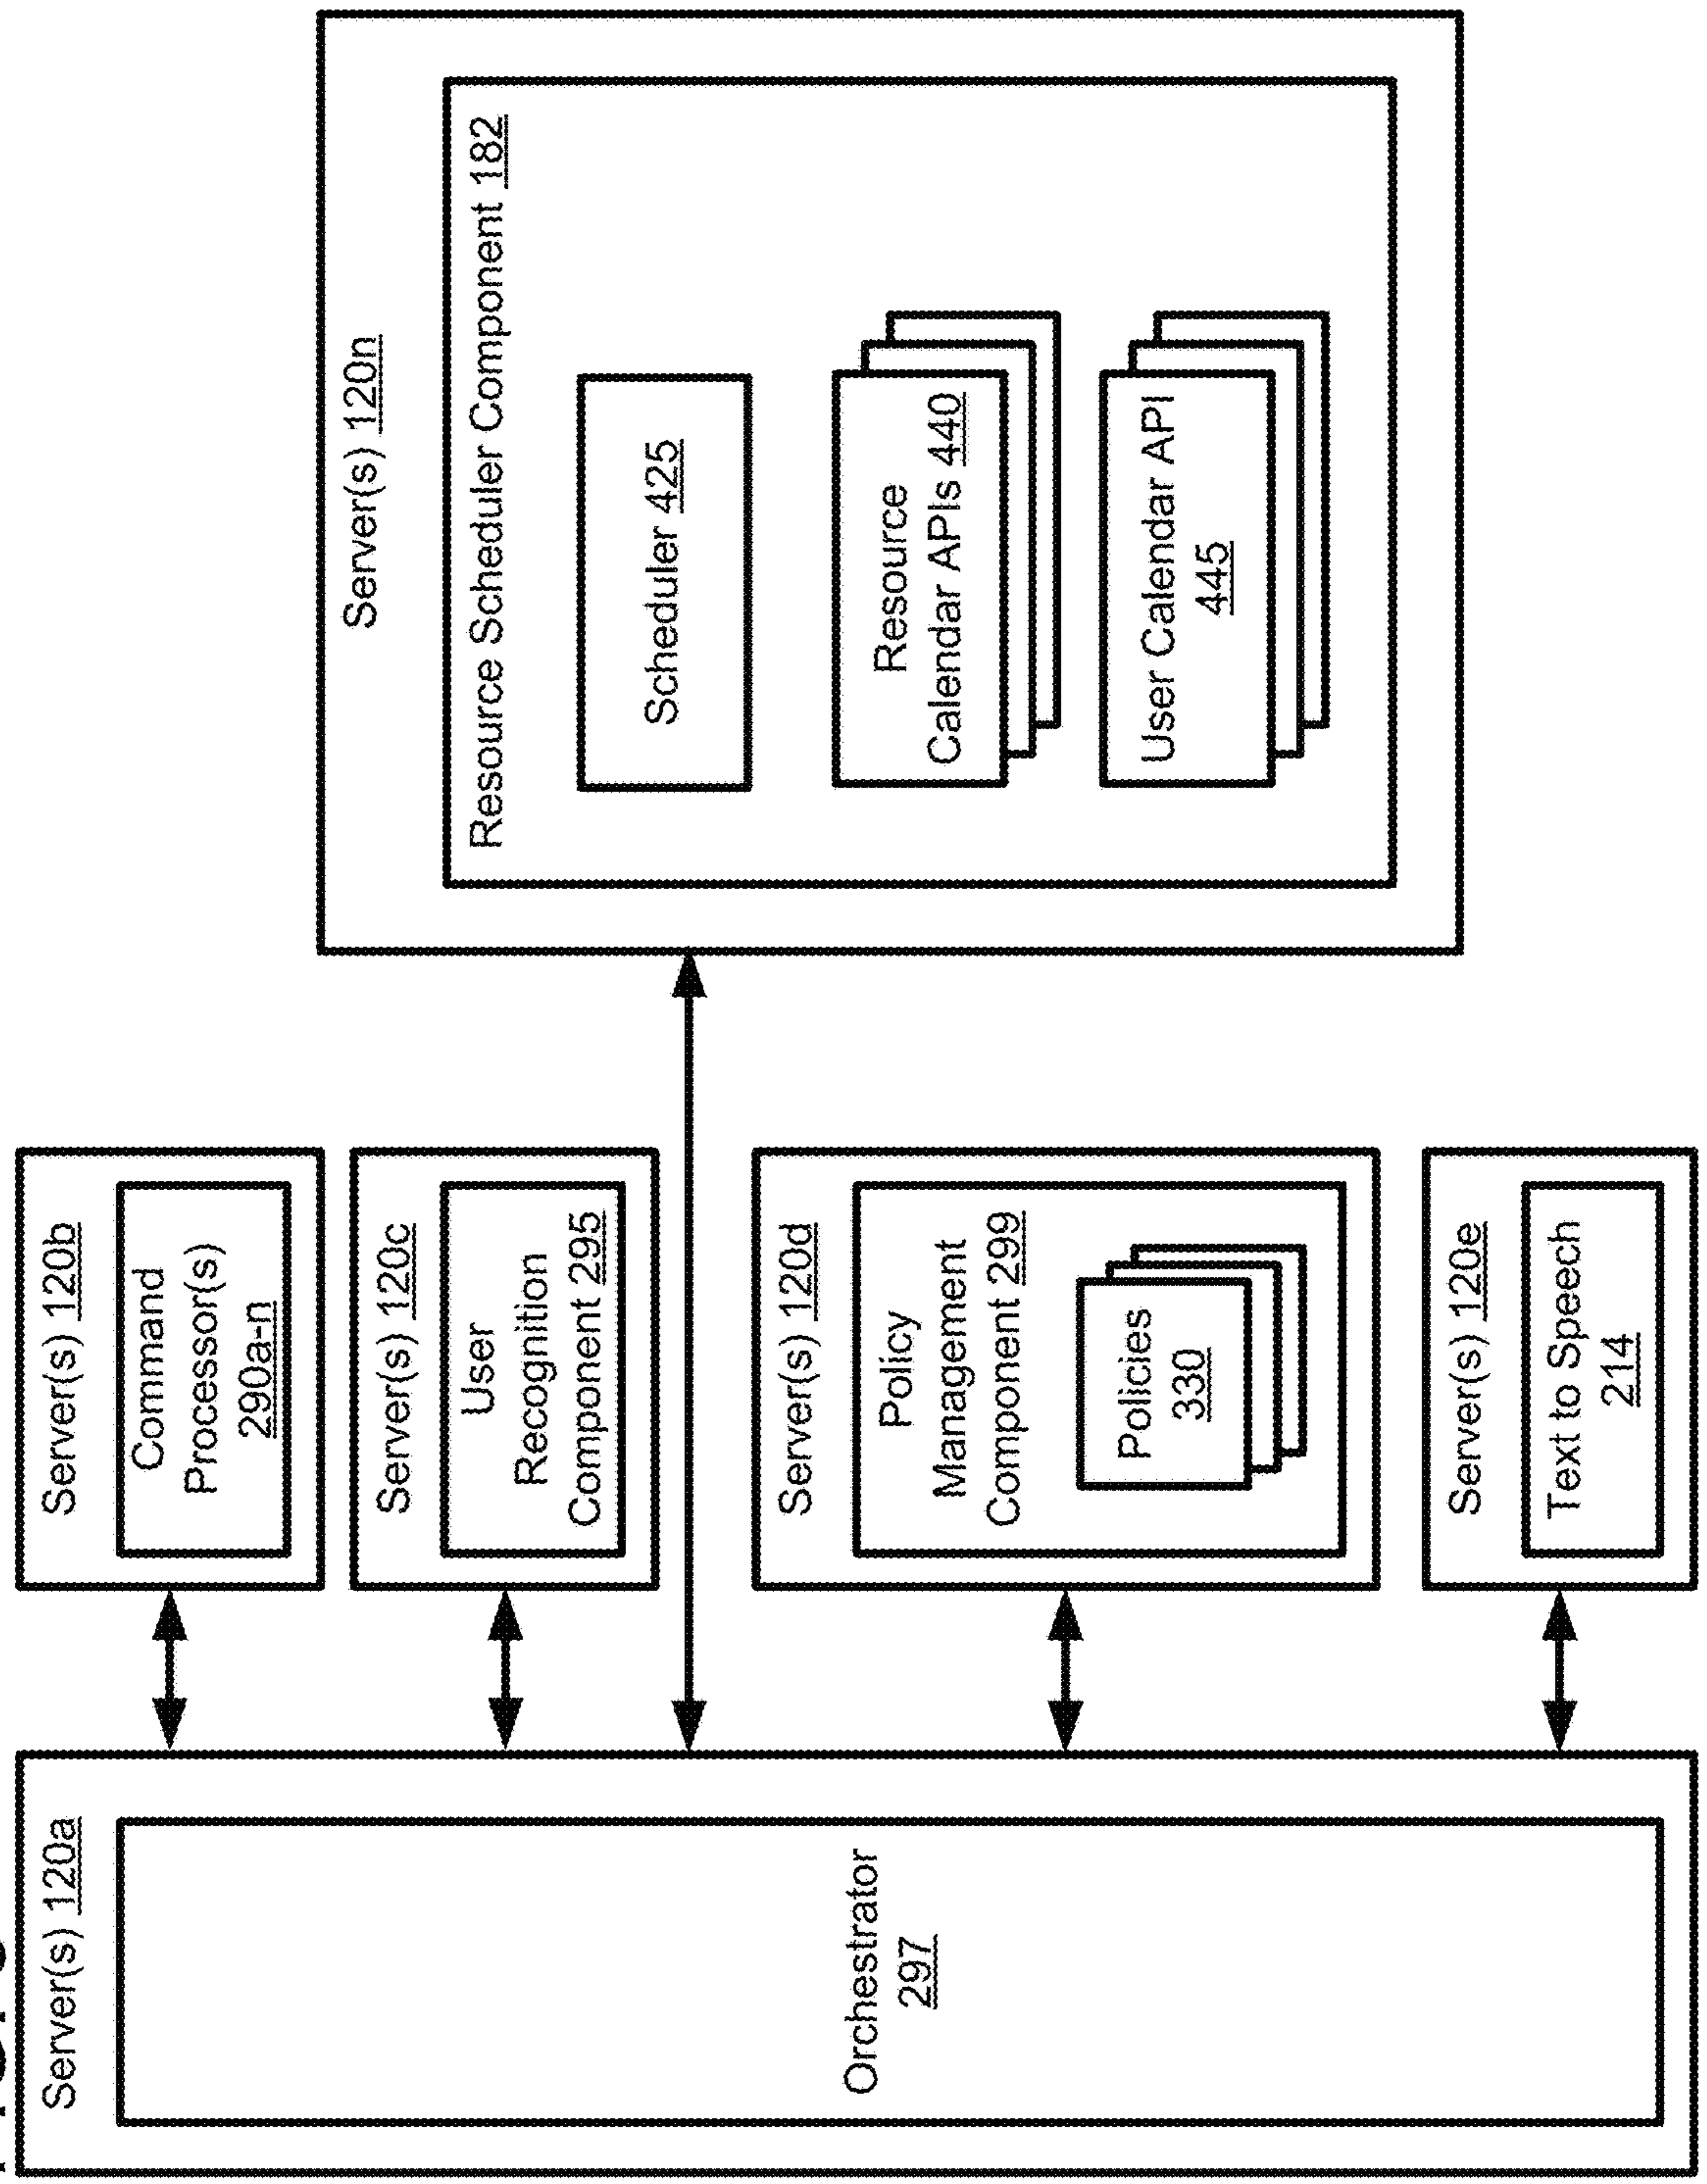 Server(s) 120a
Orchestrator
297
Server(s) 120b
Command
Processor(s)
290a-n
Server(s) 120c
User
Recognition
Component 295
Server(s) 120d
Policy
Management
Component 299
Policies
330
Server(s) 120e
Text to Speech
214
Server(s) 120n
Resource Scheduler Component 182
Scheduler 425
Resource
Calendar APIs 440
User Calendar API
445